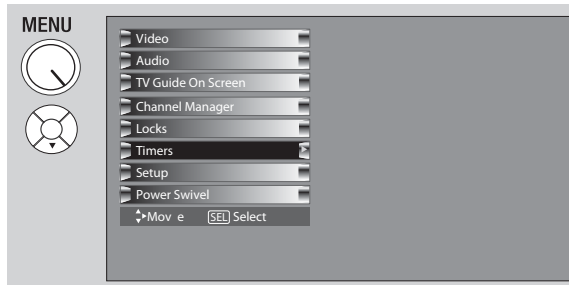 MENU
Video
Audio
TV Guide On Screen
Channel Manager
Locks
Timers
Setup
Power Swivel
Mov e SEL Select